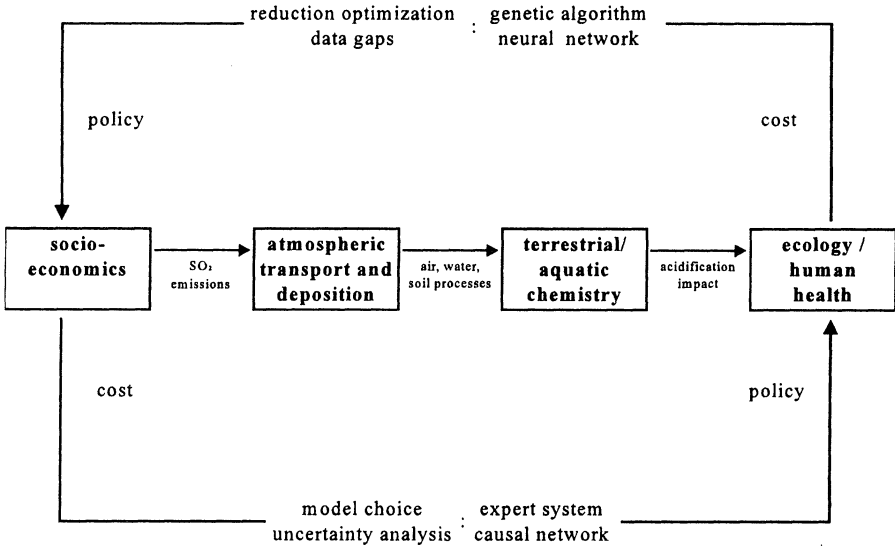 reduction optimization : genetic algorithm
data gaps neural network
policy
cost
socio-
economics
SO₂
emissions
atmospheric
transport and
deposition
air, water,
soil processes
terrestrial/
aquatic
chemistry
acidification
impact
ecology /
human
health
cost
policy
model choice : expert system
uncertainty analysis causal network